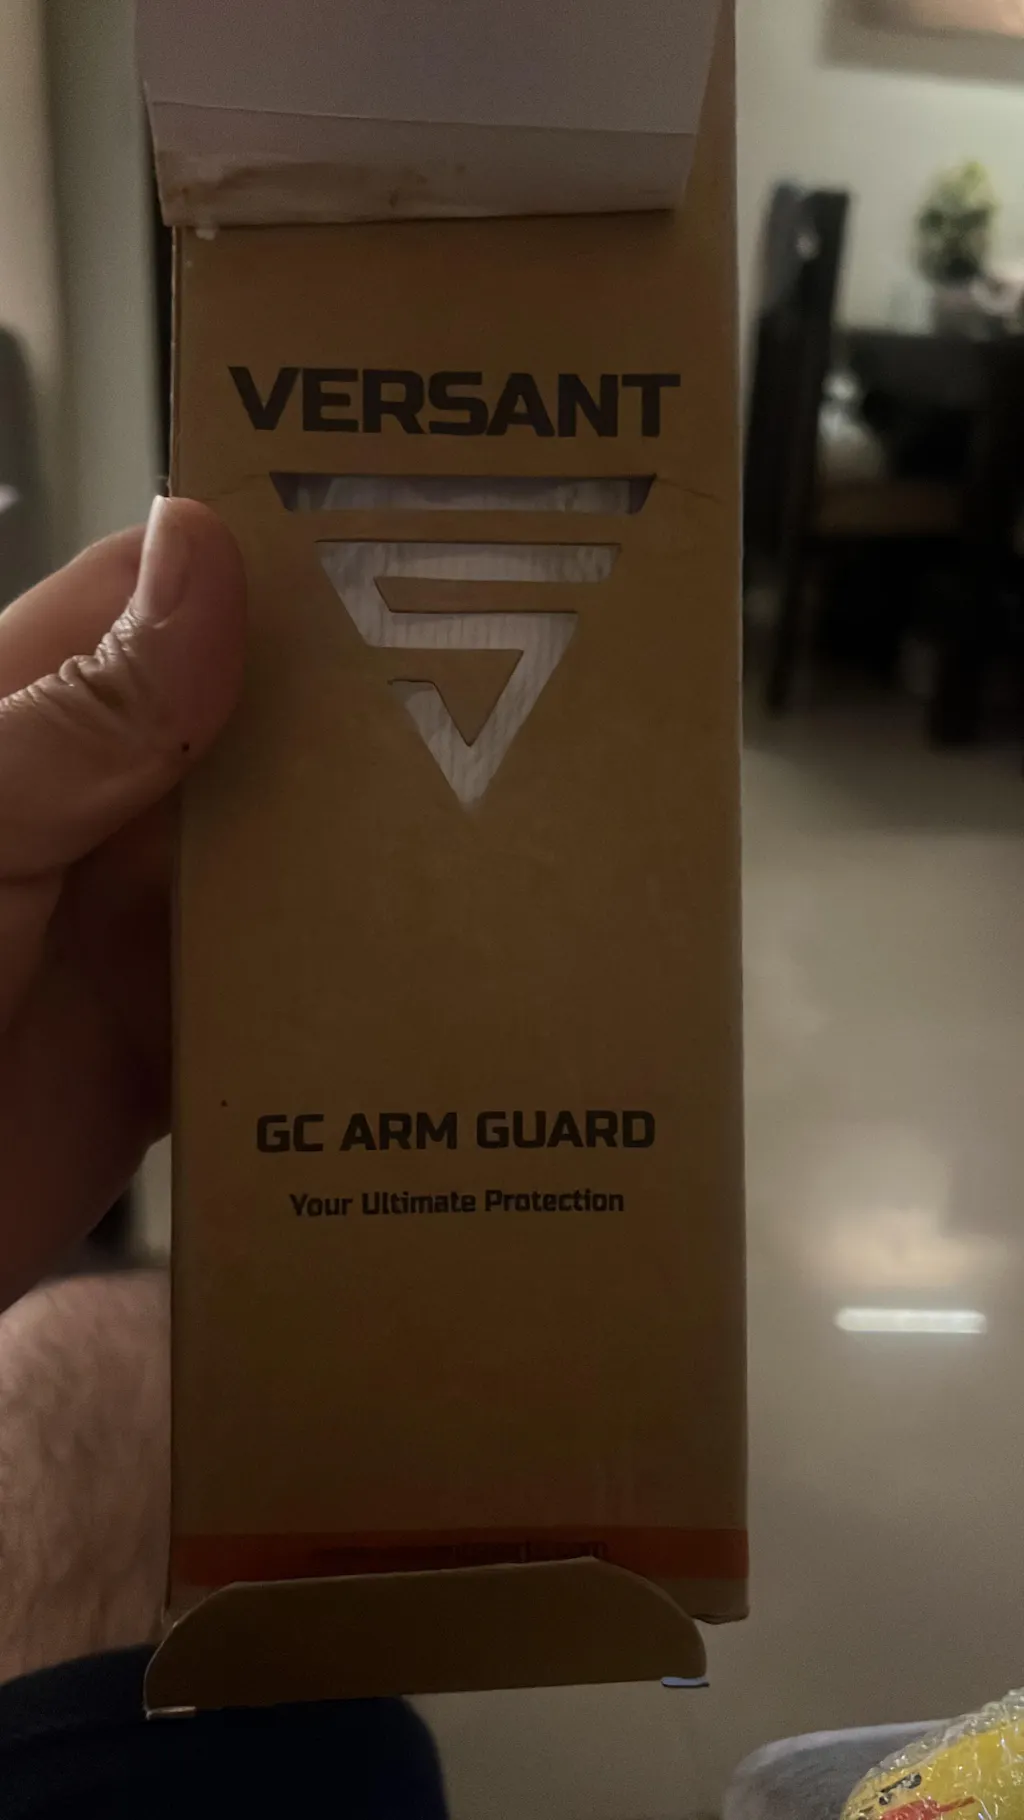 VERSANT
GC ARM GUARD
Your Ultimate Protection